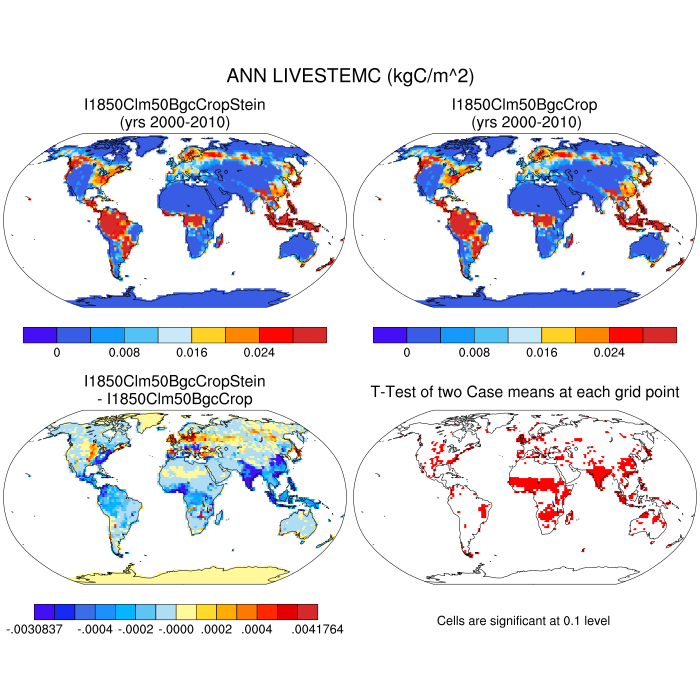 ANN LIVESTEMC (kgC/m^2)
I1850Clm50BgcCropStein
(yrs 2000-2010)
I1850Clm50BgcCrop
(yrs 2000-2010)
0 0.008 0.016 0.024
0 0.008 0.016 0.024
I1850Clm50BgcCropStein
- I1850Clm50BgcCrop
T-Test of two Case means at each grid point
-.0030837 -.0004 -.0002 -.0000 .0002 .0004 .0041764
Cells are significant at 0.1 level